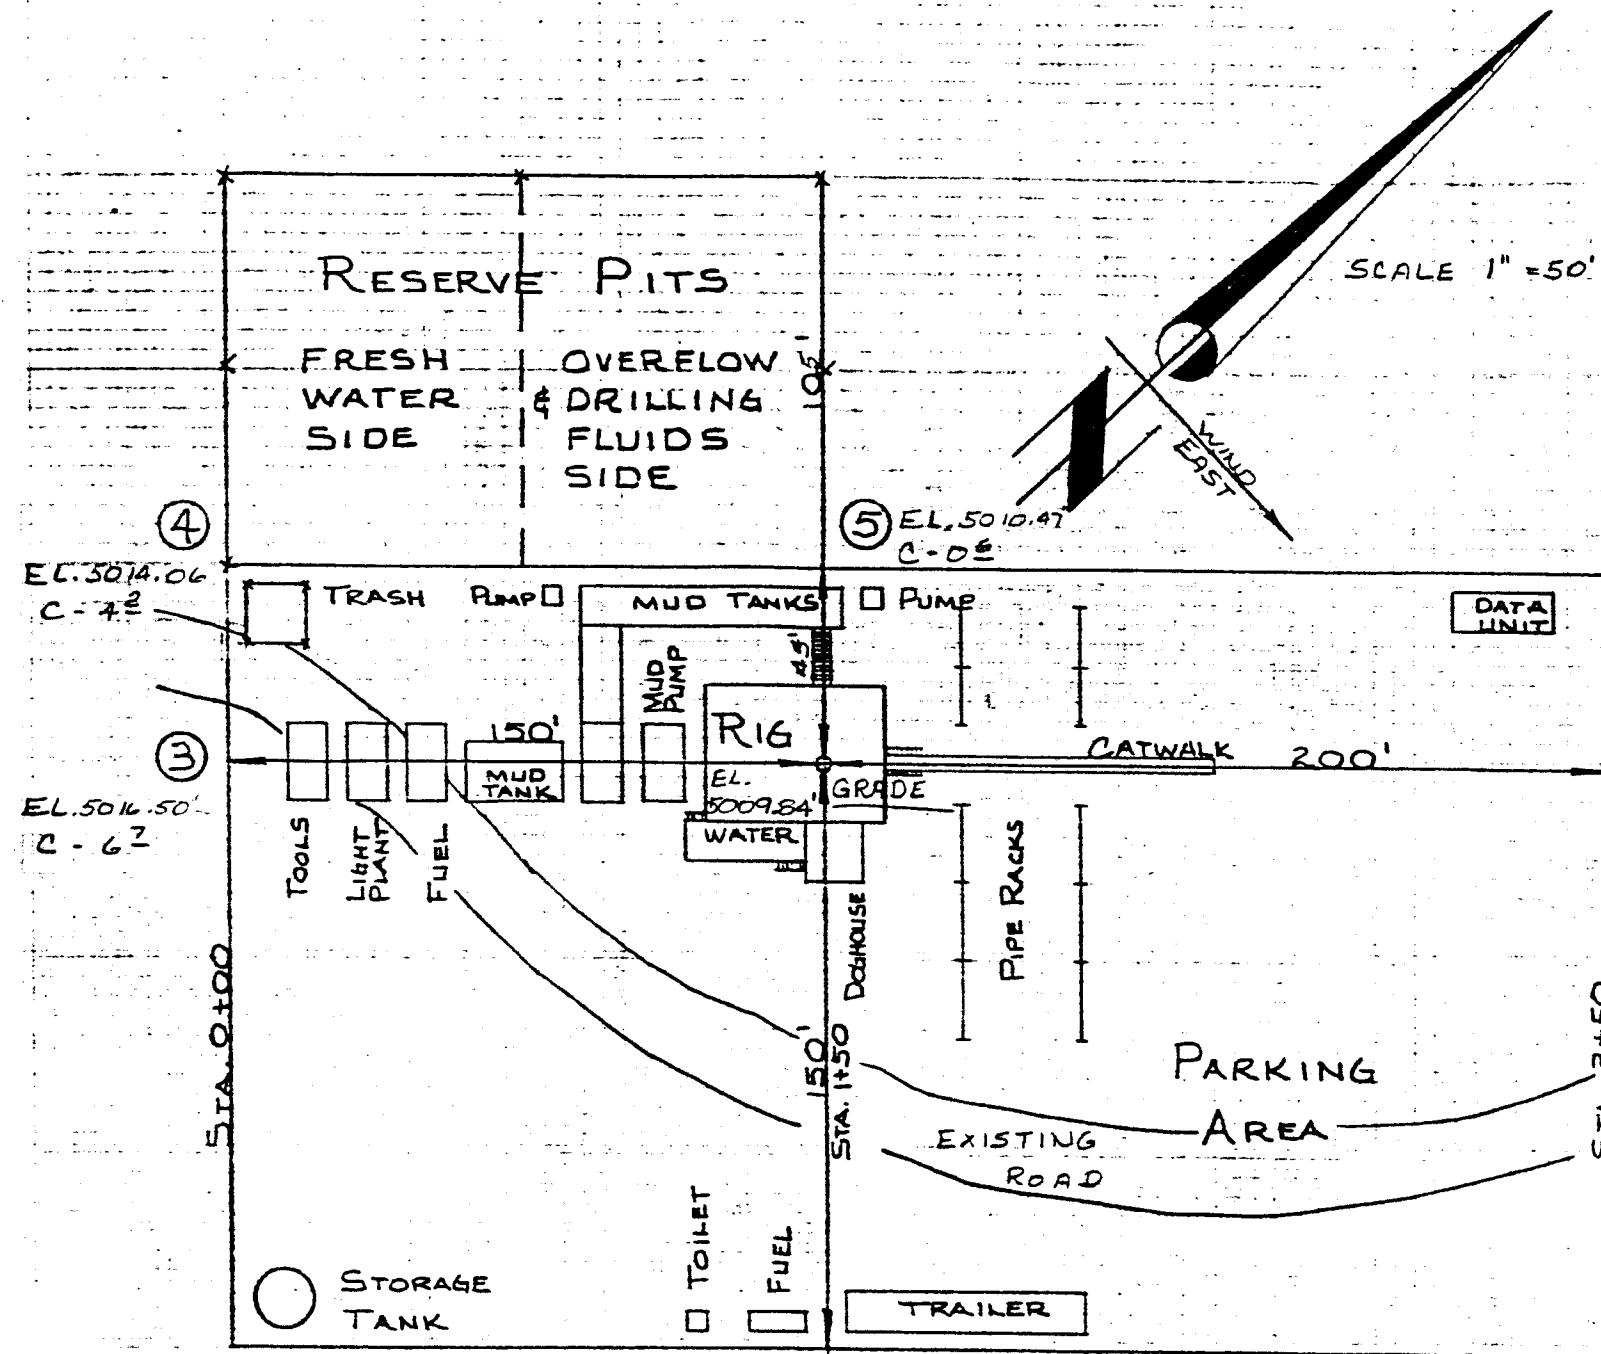 RESERVE PITS
SCALE 1" = 50'
FRESH
WATER
SIDE
OVERFLOW
& DRILLING
FLUIDS
SIDE
105'
WIND
EAST
N
4
5
EL. 5010.47
EL. 5014.06
TRASH
PUMP
MUD TANKS
PUMP
DATA
UNIT
45'
MUD
PUMP
RIG
150'
CATWALK
200'
3
MUD
TANK
EL.
5009.84'
GRADE
EL. 5016.50'
WATER
TOOLS
LIGHT
PLANT
FUEL
DOGHOUSE
PIPE RACKS
STA. 0+00
150'
STA. 1+50
PARKING
AREA
EXISTING
ROAD
TOILET
FUEL
STORAGE
TANK
TRAILER